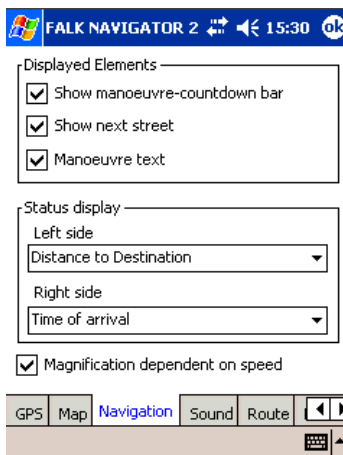 FALK NAVIGATOR 2 15:30 ok
Displayed Elements
Show manoeuvre-countdown bar
Show next street
Manoeuvre text
Status display
Left side
Distance to Destination
Right side
Time of arrival
Magnification dependent on speed
GPS Map Navigation Sound Route